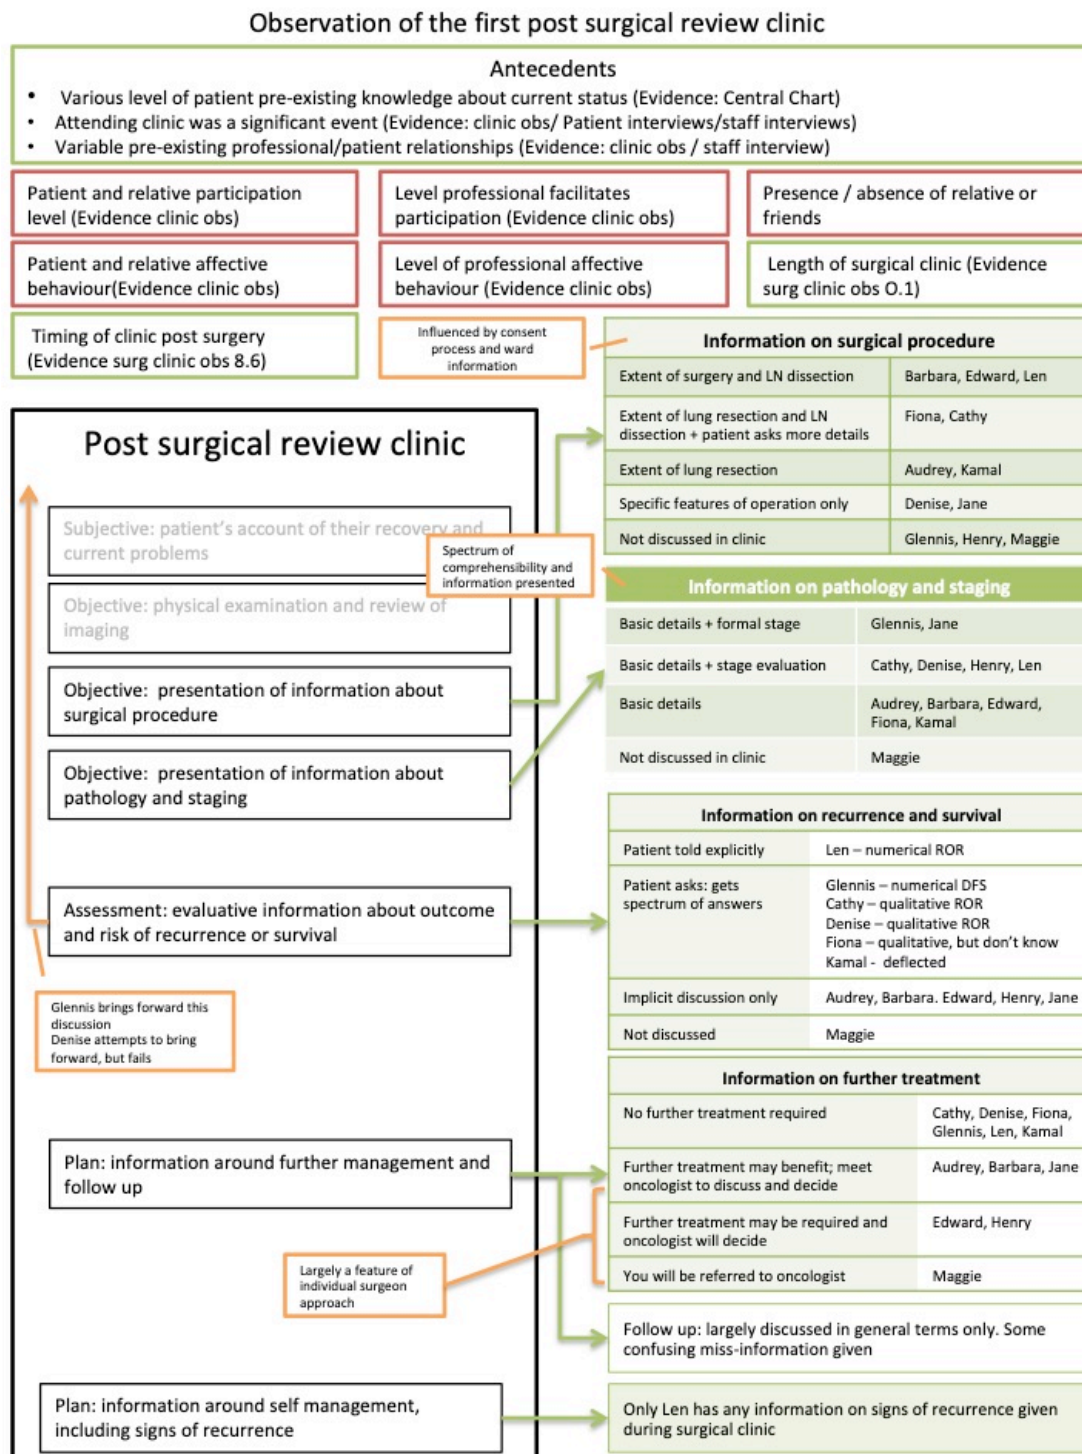 Observation of the first post surgical review clinic
Antecedents
• Various level of patient pre-existing knowledge about current status (Evidence: Central Chart)
• Attending clinic was a significant event (Evidence: clinic obs/ Patient interviews/staff interviews)
• Variable pre-existing professional/patient relationships (Evidence: clinic obs / staff interview)
Patient and relative participation
level (Evidence clinic obs)
Level professional facilitates
participation (Evidence clinic obs)
Presence / absence of relative or
friends
Patient and relative affective
behaviour(Evidence clinic obs)
Level of professional affective
behaviour (Evidence clinic obs)
Length of surgical clinic (Evidence
surg clinic obs O.1)
Timing of clinic post surgery
(Evidence surg clinic obs 8.6)
Influenced by consent
process and ward
information
Information on surgical procedure
Extent of surgery and LN dissection
Barbara, Edward, Len
Extent of lung resection and LN
dissection + patient asks more details
Fiona, Cathy
Extent of lung resection
Audrey, Kamal
Specific features of operation only
Denise, Jane
Not discussed in clinic
Glennis, Henry, Maggie
Post surgical review clinic
Subjective: patient's account of their recovery and
current problems
Spectrum of
comprehensibility and
information presented
Objective: physical examination and review of
imaging
Objective: presentation of information about
surgical procedure
Objective: presentation of information about
pathology and staging
Information on pathology and staging
Basic details + formal stage
Glennis, Jane
Basic details + stage evaluation
Cathy, Denise, Henry, Len
Basic details
Audrey, Barbara, Edward,
Fiona, Kamal
Not discussed in clinic
Maggie
Assessment: evaluative information about outcome
and risk of recurrence or survival
Glennis brings forward this
discussion
Denise attempts to bring
forward, but fails
Information on recurrence and survival
Patient told explicitly
Len – numerical ROR
Patient asks: gets
spectrum of answers
Glennis – numerical DFS
Cathy – qualitative ROR
Denise – qualitative ROR
Fiona – qualitative, but don't know
Kamal - deflected
Implicit discussion only
Audrey, Barbara. Edward, Henry, Jane
Not discussed
Maggie
Plan: information around further management and
follow up
Largely a feature of
individual surgeon
approach
Information on further treatment
No further treatment required
Cathy, Denise, Fiona,
Glennis, Len, Kamal
Further treatment may benefit; meet
oncologist to discuss and decide
Audrey, Barbara, Jane
Further treatment may be required and
oncologist will decide
Edward, Henry
You will be referred to oncologist
Maggie
Follow up: largely discussed in general terms only. Some
confusing miss-information given
Plan: information around self management,
including signs of recurrence
Only Len has any information on signs of recurrence given
during surgical clinic